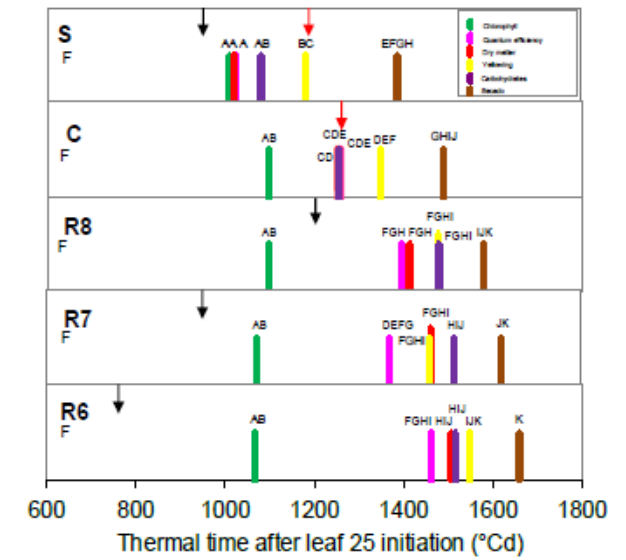 S
F
AA A AB BC EFGH
Chlorophyll
Quantum efficiency
Dry matter
Yellowing
Carbohydrates
C
F
AB CD CDE CDE DEF GHIJ
R8
F
AB FGH FGH FGHI FGHI IJK
R7
F
AB DEFG FGHI FGHI HIJ JK
R6
F
AB FGHI HIJ HIJ IJK K
600 800 1000 1200 1400 1600 1800
Thermal time after leaf 25 initiation (°Cd)